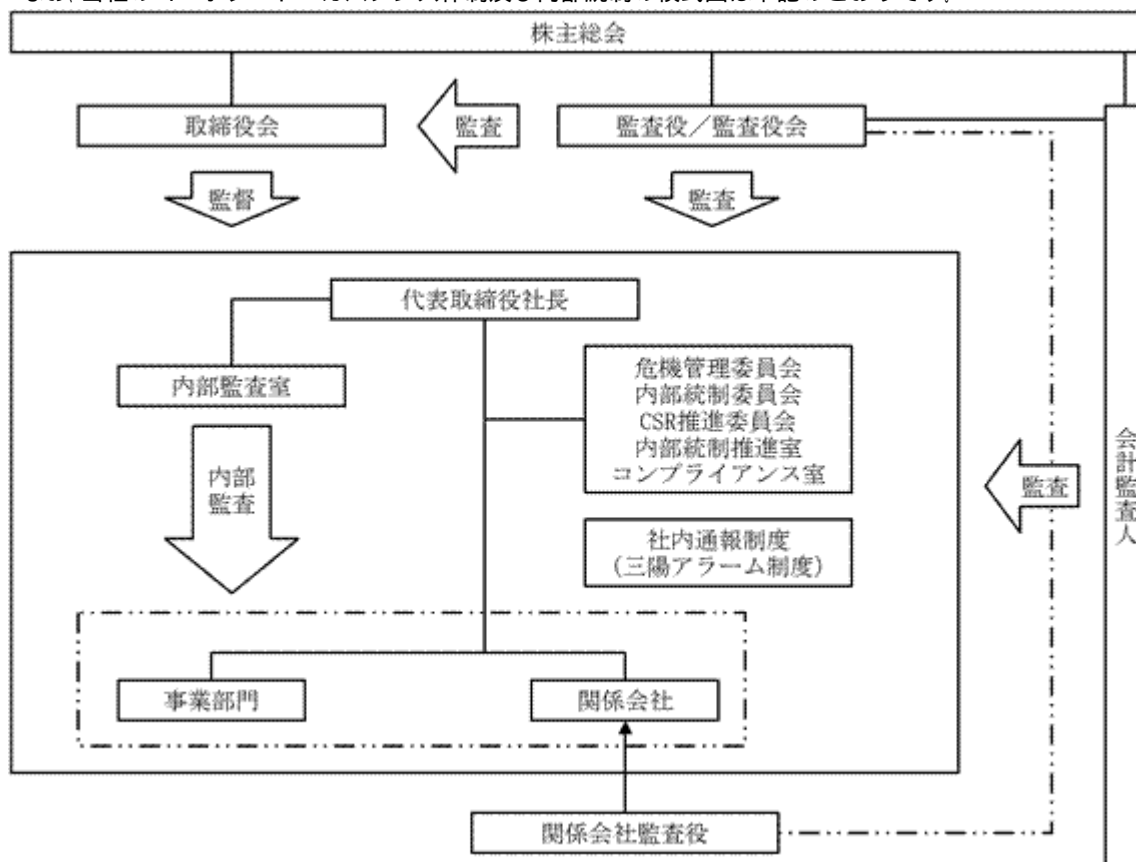 株主総会
取締役会
監査
監査役／監査役会
監督
監査
代表取締役社長
内部監査室
危機管理委員会
内部統制委員会
CSR推進委員会
内部統制推進室
コンプライアンス室
内部
監査
監査
会計監査人
社内通報制度
(三陽アラーム制度)
事業部門
関係会社
関係会社監査役